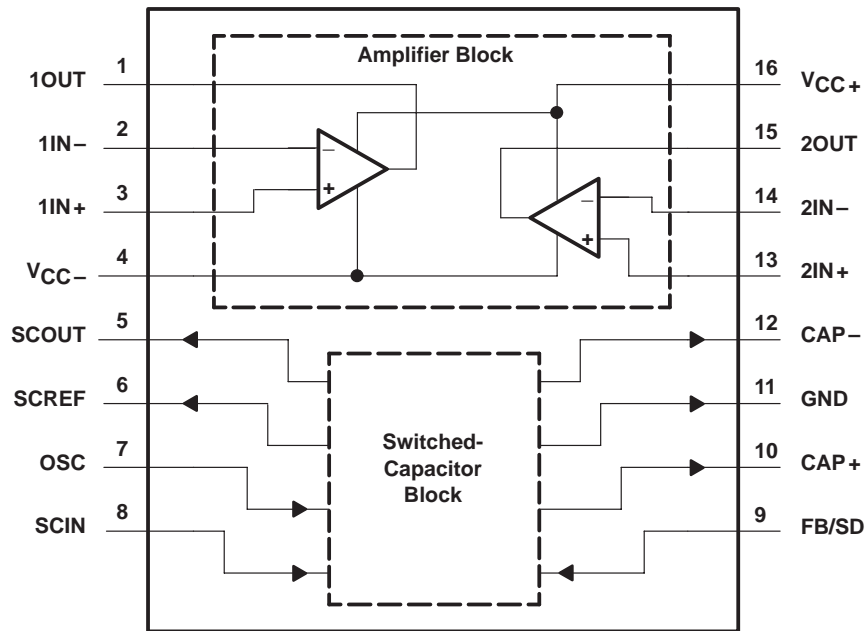 Amplifier Block
1OUT 1
1IN− 2
− 
+
1IN+ 3
VCC− 4
16 VCC+
15 2OUT
−
14 2IN−
+
13 2IN+
SCOUT 5
SCREF 6
OSC 7
SCIN 8
Switched-
Capacitor
Block
12 CAP−
11 GND
10 CAP+
9 FB/SD